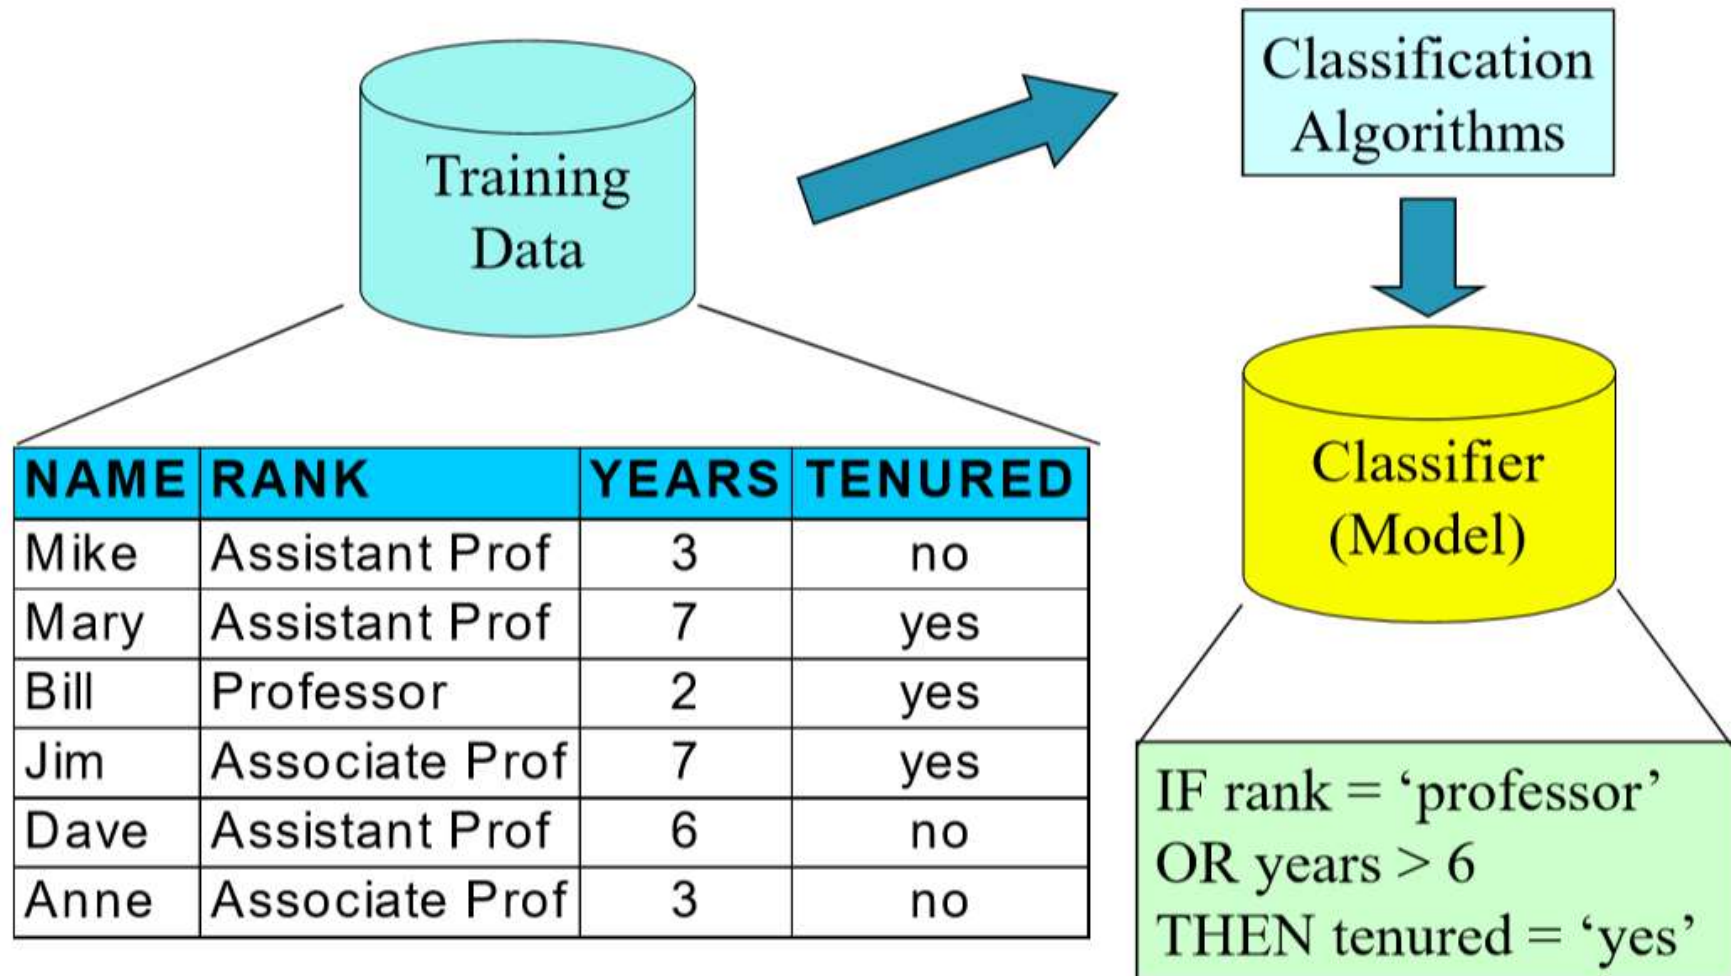 Training
Data
Classification
Algorithms
NAME RANK YEARS TENURED
Mike Assistant Prof 3 no
Mary Assistant Prof 7 yes
Bill Professor 2 yes
Jim Associate Prof 7 yes
Dave Assistant Prof 6 no
Anne Associate Prof 3 no
Classifier
(Model)
IF rank = ‘professor’
OR years > 6
THEN tenured = ‘yes’